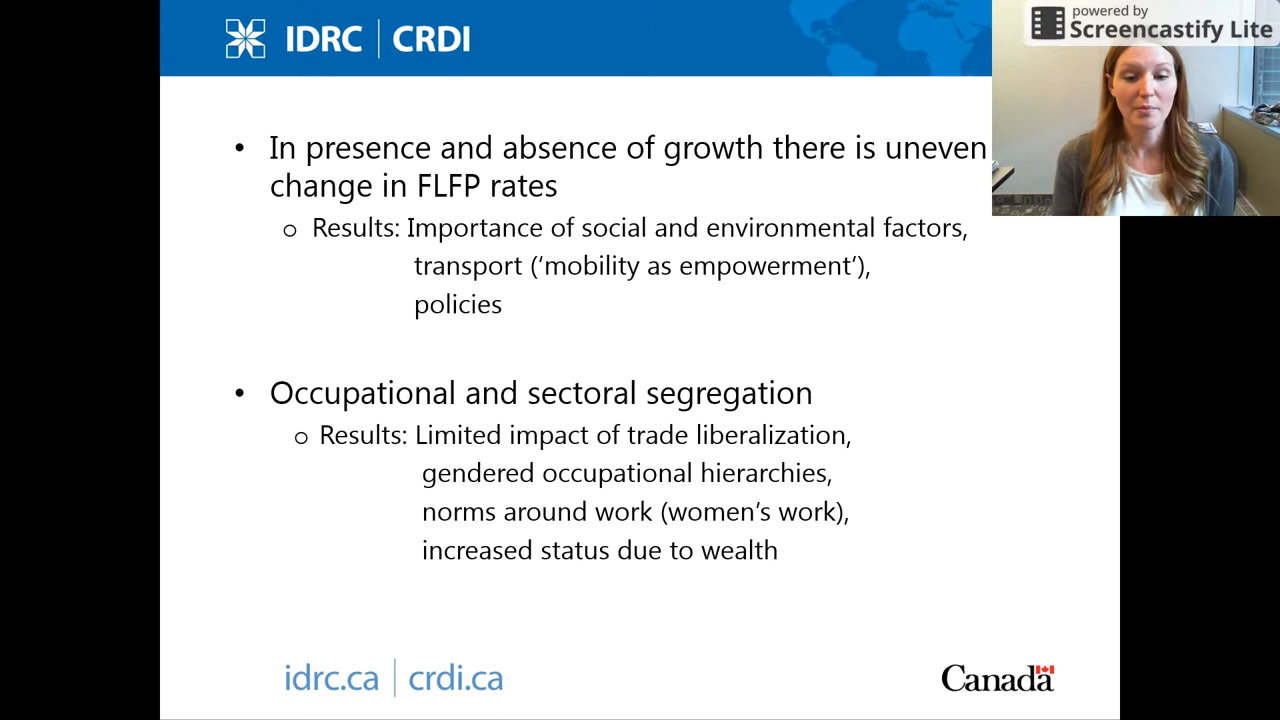 IDRC | CRDI
powered by
Screencastify Lite
• In presence and absence of growth there is uneven
change in FLFP rates
o Results: Importance of social and environmental factors,
transport (‘mobility as empowerment’),
policies
• Occupational and sectoral segregation
o Results: Limited impact of trade liberalization,
gendered occupational hierarchies,
norms around work (women’s work),
increased status due to wealth
idrc.ca | crdi.ca
Canada